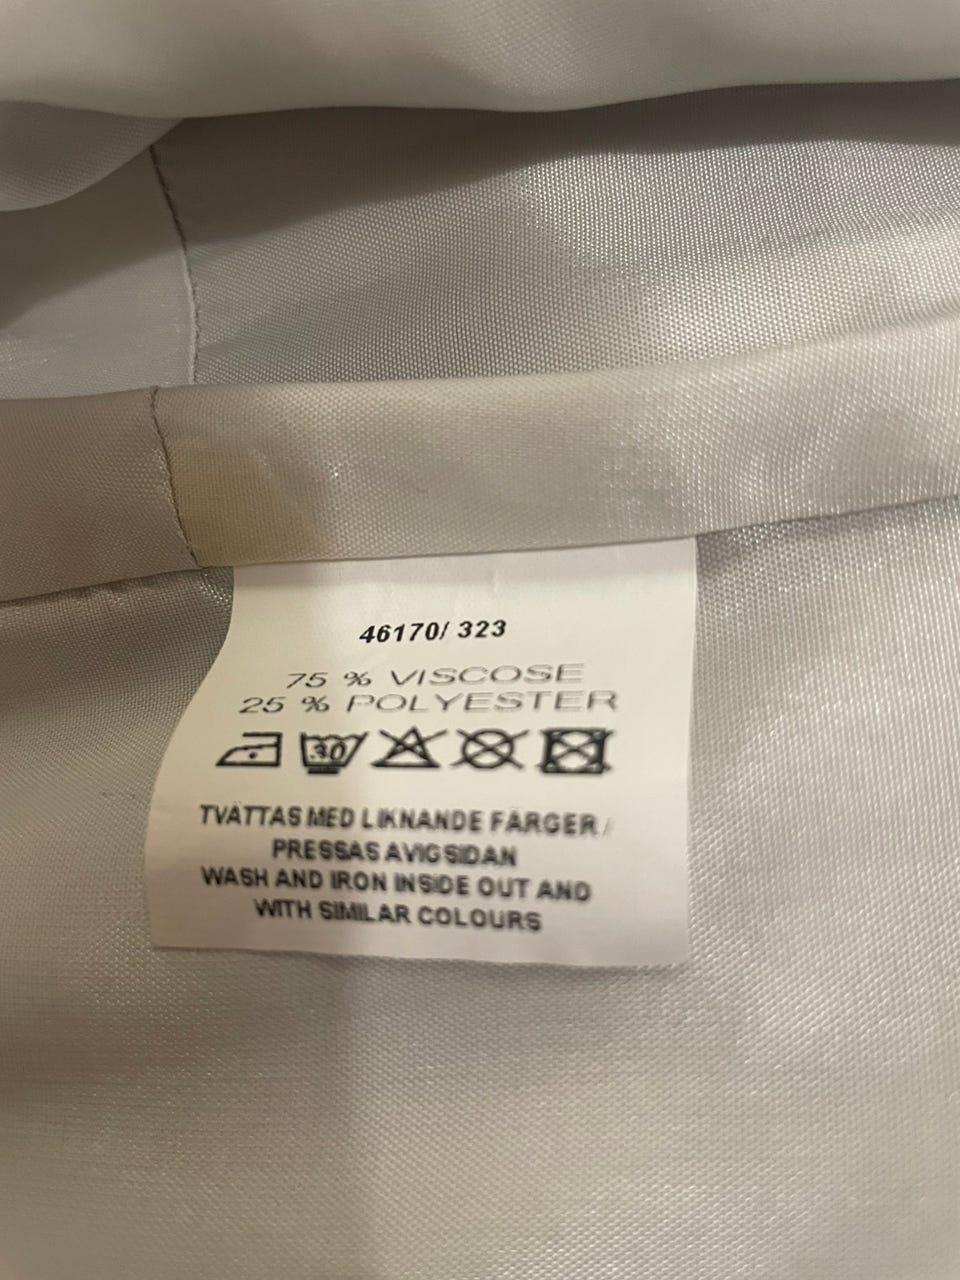 46170/ 323
75 % VISCOSE
25 % POLYESTER
30
TVÄTTAS MED LIKNANDE FÄRGER /
PRESSAS AVIGSIDAN
WASH AND IRON INSIDE OUT AND
WITH SIMILAR COLOURS